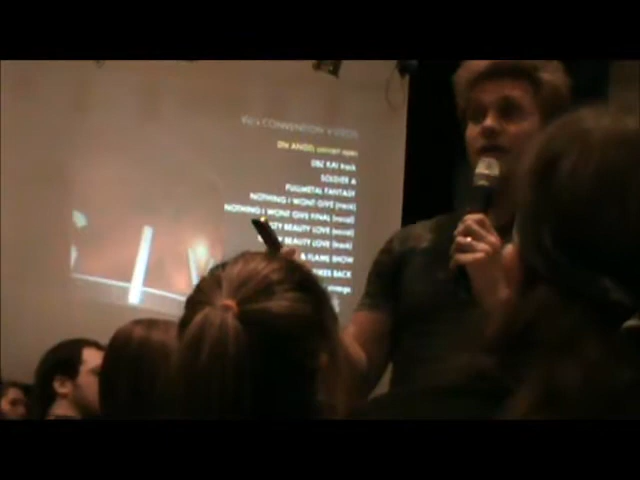 CONVENTION VIDEOS
ANGEL concert open
DBZ KAI track
SOLDIER A
FULLMETAL FANTASY
NOTHING I WONT GIVE (track)
NOTHING I WONT GIVE FINAL (vocal)
BEAUTY LOVE (vocal)
BEAUTY LOVE (track)
& FLAME SHOW
STRIKES BACK